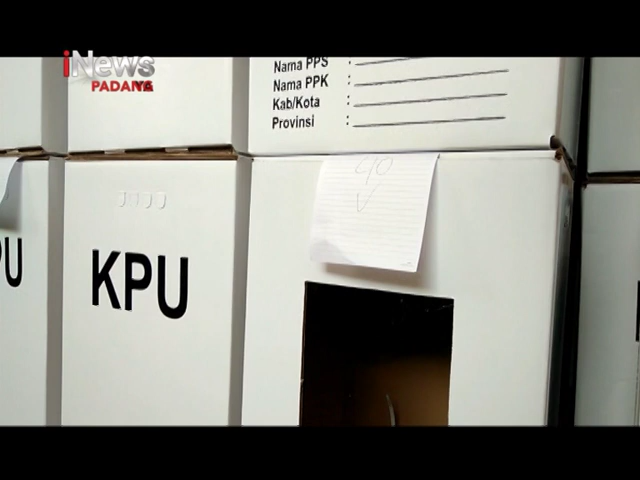 iNews
PADANG
Nama PPS :
Nama PPK :
Kab/Kota :
Provinsi :
KPU
PU